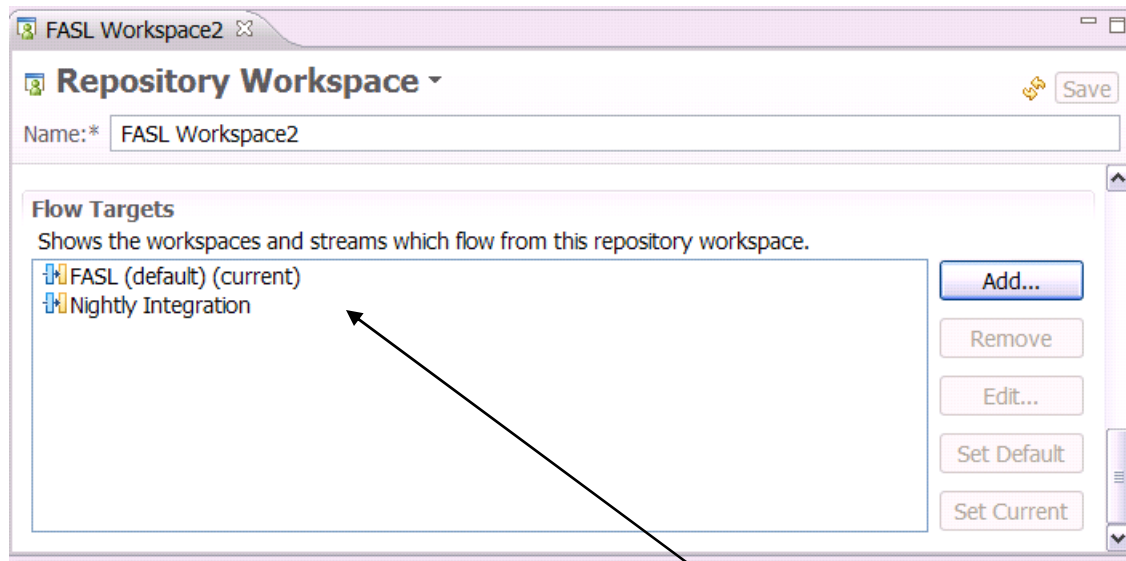 FASL Workspace2
Repository Workspace
Save
Name:* FASL Workspace2
Flow Targets
Shows the workspaces and streams which flow from this repository workspace.
FASL (default) (current)
Nightly Integration
Add...
Remove
Edit...
Set Default
Set Current